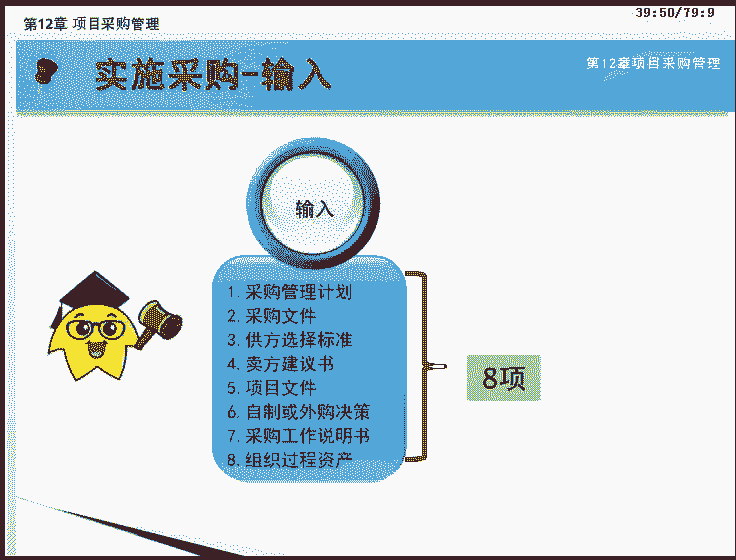 第12章 项目采购管理
39:50/79:9
实施采购-输入
第12章项目采购管理
输入
1. 采购管理计划
2. 采购文件
3. 供方选择标准
4. 卖方建议书
5. 项目文件
6. 自制或外购决策
7. 采购工作说明书
8. 组织过程资产
8项